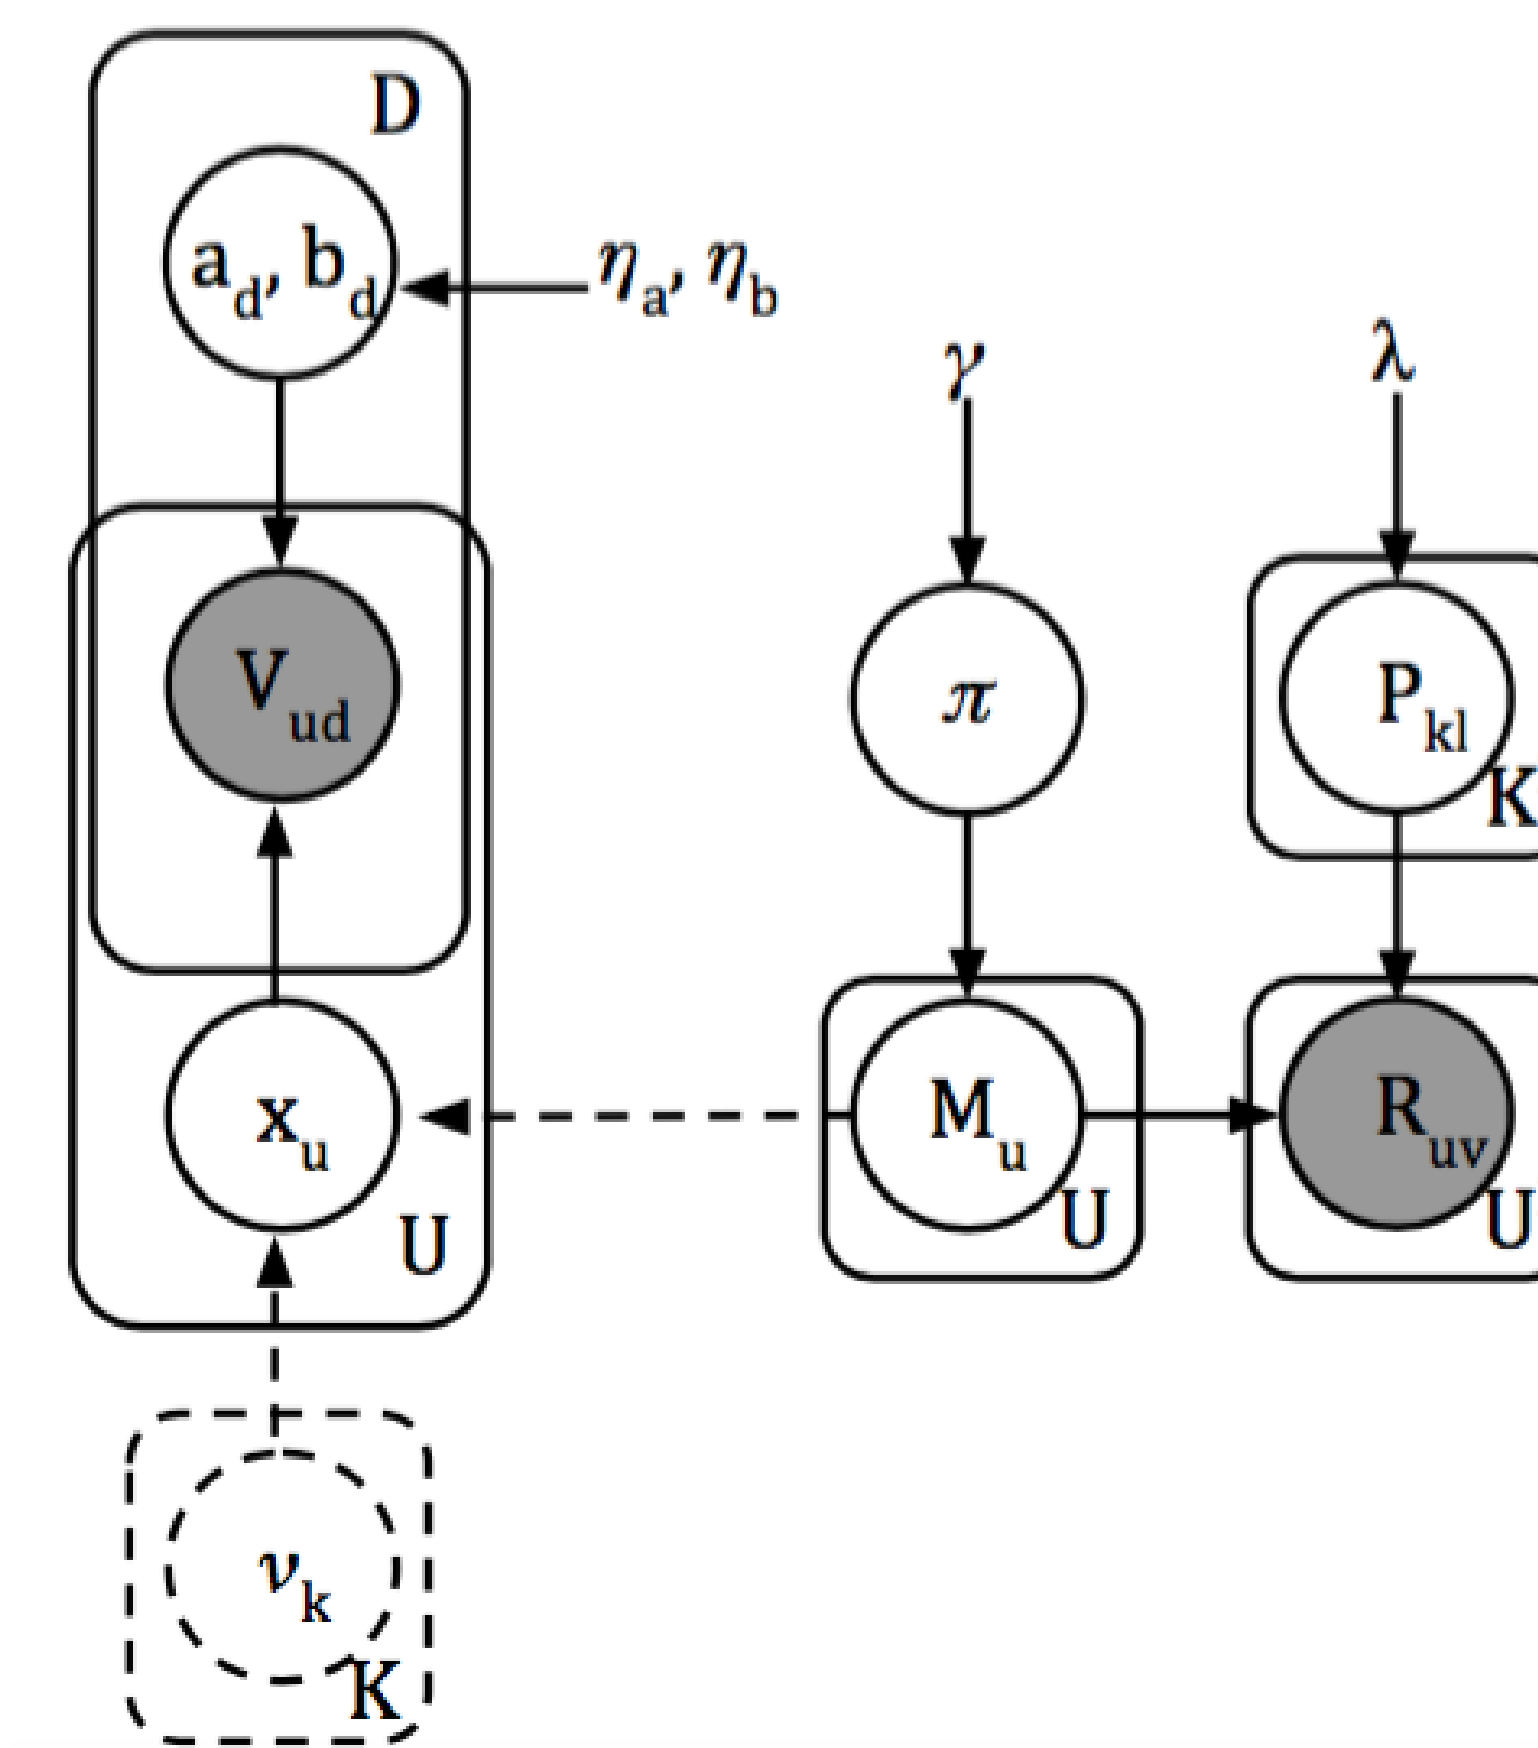 D
a_d, b_d
η_a, η_b
γ
λ
V_ud
π
P_kl
K
x_u
U
M_u
U
R_uv
U
ν_k
K